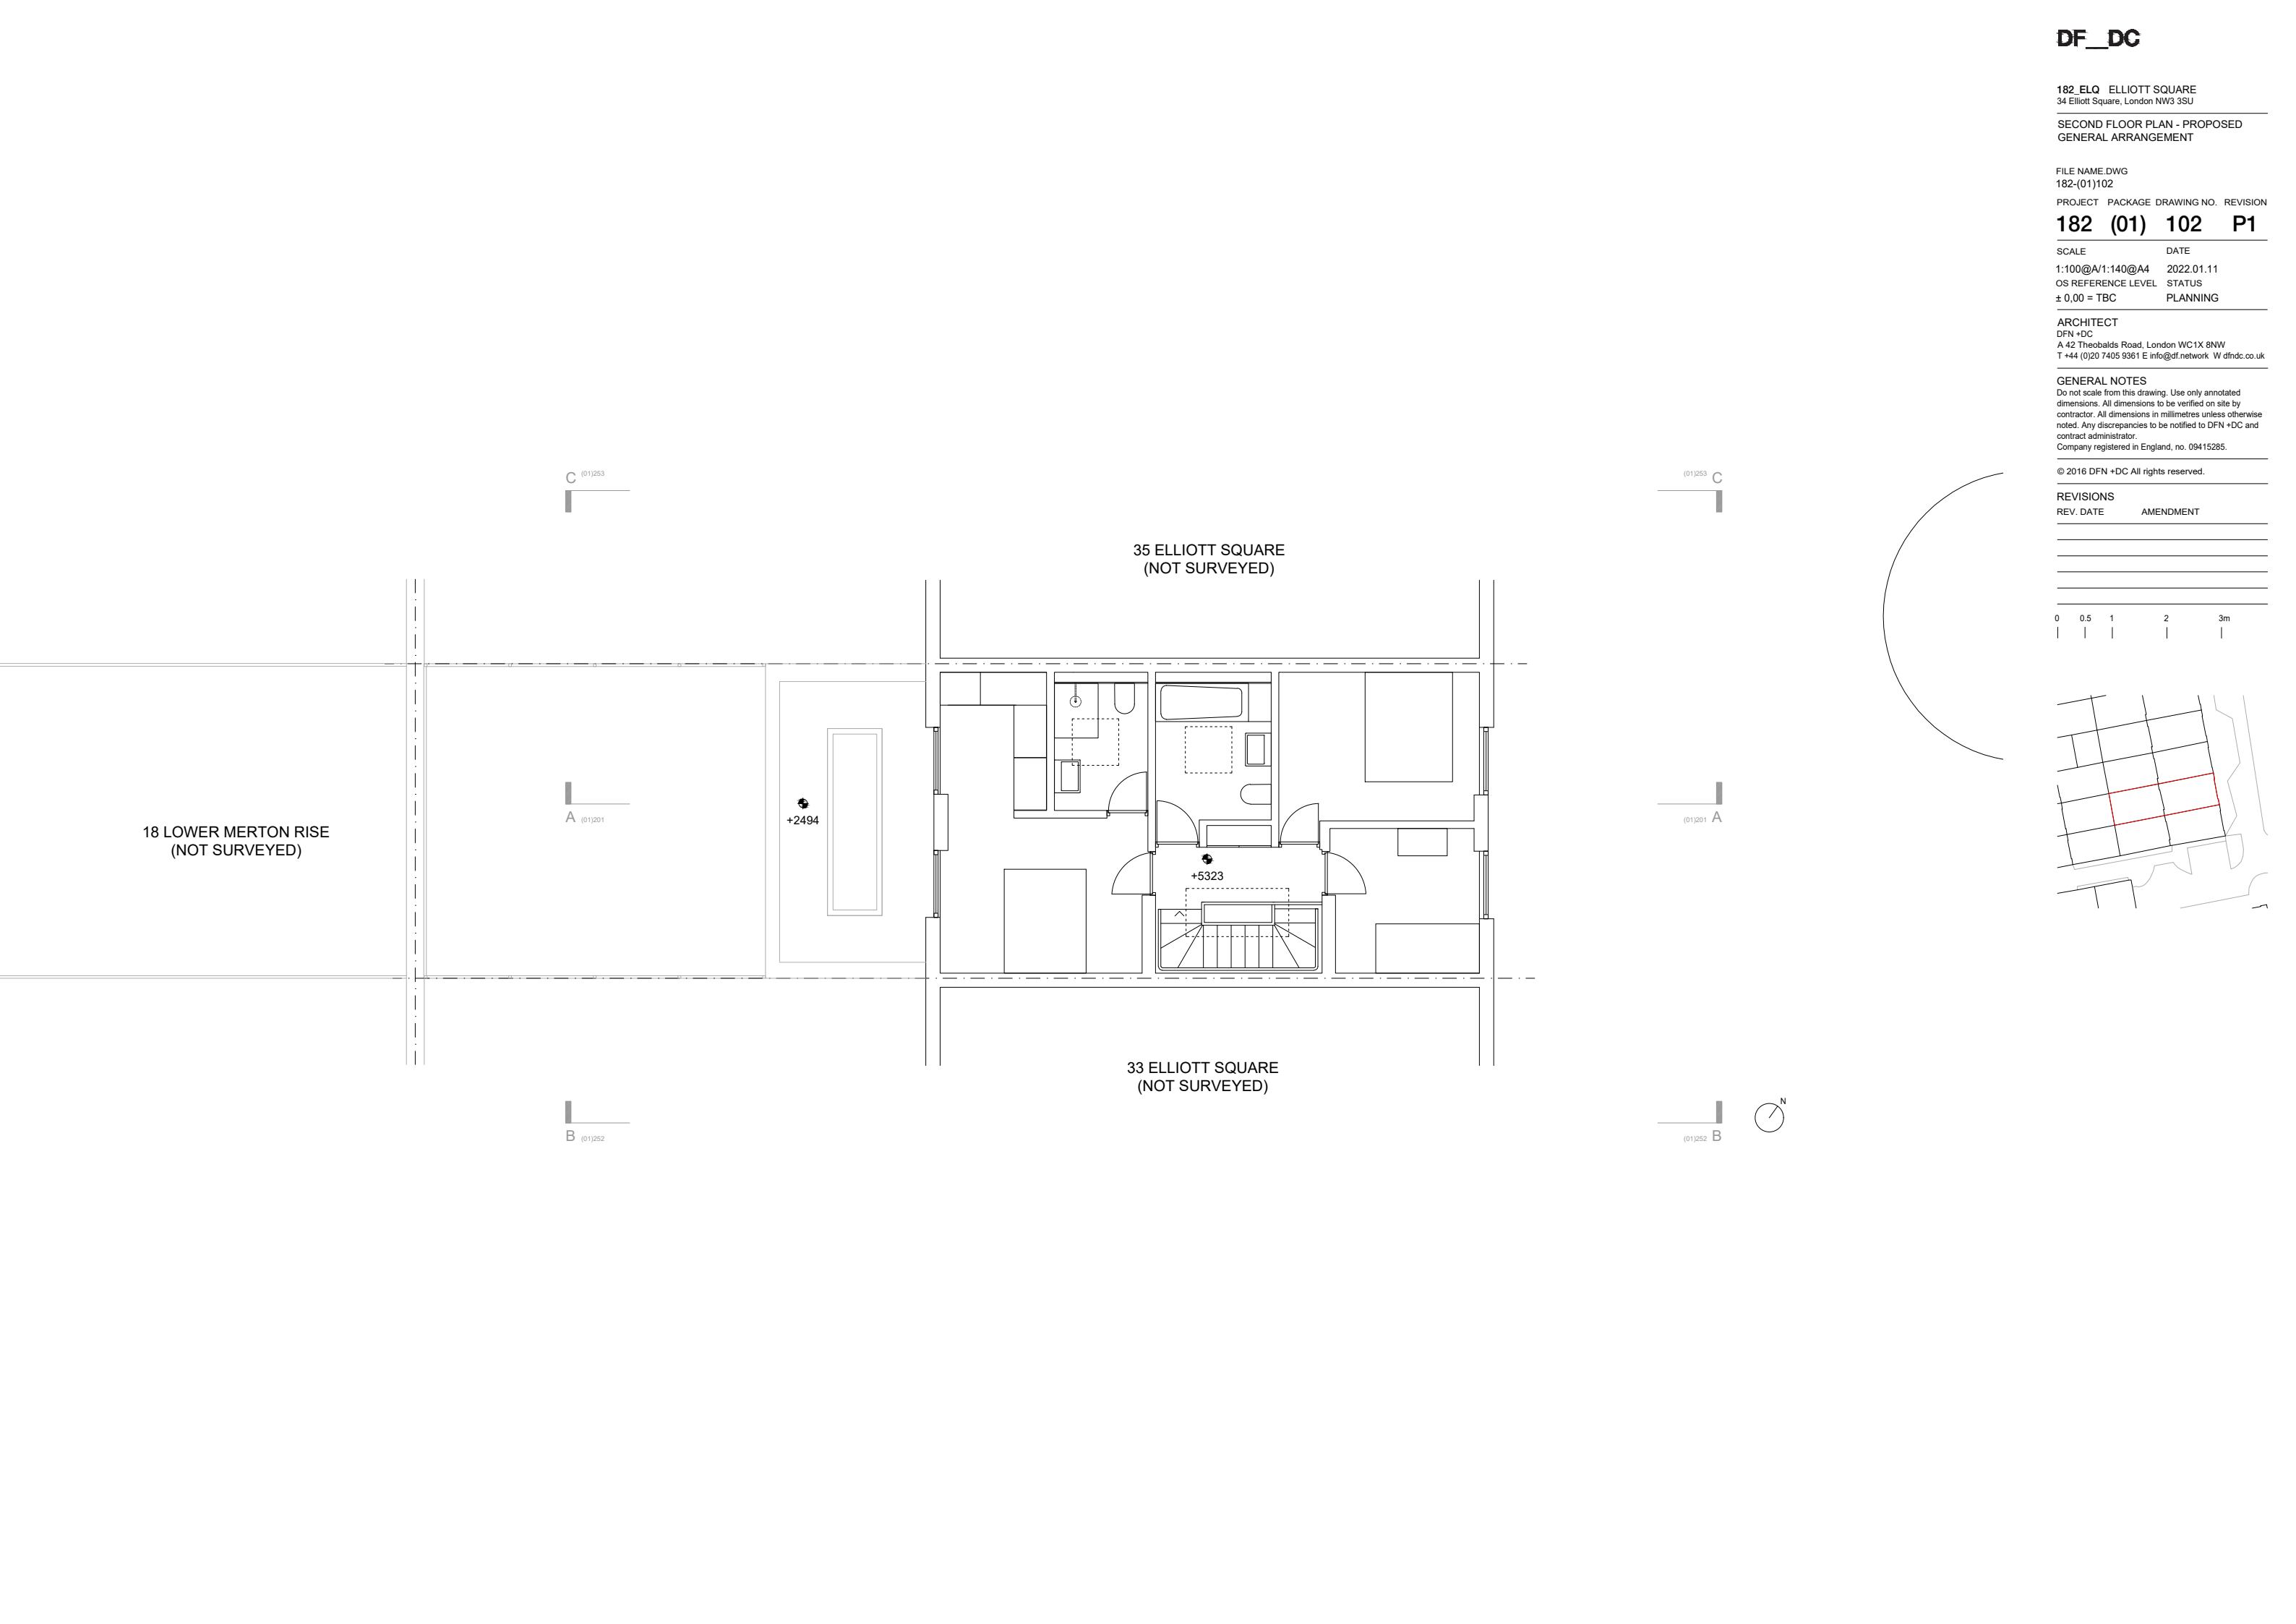 DF__DC
182_ELQ ELLIOTT SQUARE
34 Elliott Square, London NW3 3SU
SECOND FLOOR PLAN - PROPOSED
GENERAL ARRANGEMENT
FILE NAME.DWG
182-(01)102
PROJECT PACKAGE DRAWING NO. REVISION
182 (01) 102 P1
SCALE DATE
1:100@A/1:140@A4 2022.01.11
OS REFERENCE LEVEL STATUS
± 0,00 = TBC PLANNING
ARCHITECT
DFN +DC
A 42 Theobalds Road, London WC1X 8NW
T +44 (0)20 7405 9361 E info@df.network W dfndc.co.uk
GENERAL NOTES
Do not scale from this drawing. Use only annotated
dimensions. All dimensions to be verified on site by
contractor. All dimensions in millimetres unless otherwise
noted. Any discrepancies to be notified to DFN +DC and
contract administrator.
Company registered in England, no. 09415285.
© 2016 DFN +DC All rights reserved.
REVISIONS
REV. DATE AMENDMENT
0 0.5 1 2 3m
C (01)253
(01)253 C
35 ELLIOTT SQUARE
(NOT SURVEYED)
18 LOWER MERTON RISE
(NOT SURVEYED)
A (01)201
+2494
+5323
(01)201 A
33 ELLIOTT SQUARE
(NOT SURVEYED)
B (01)252
(01)252 B
N